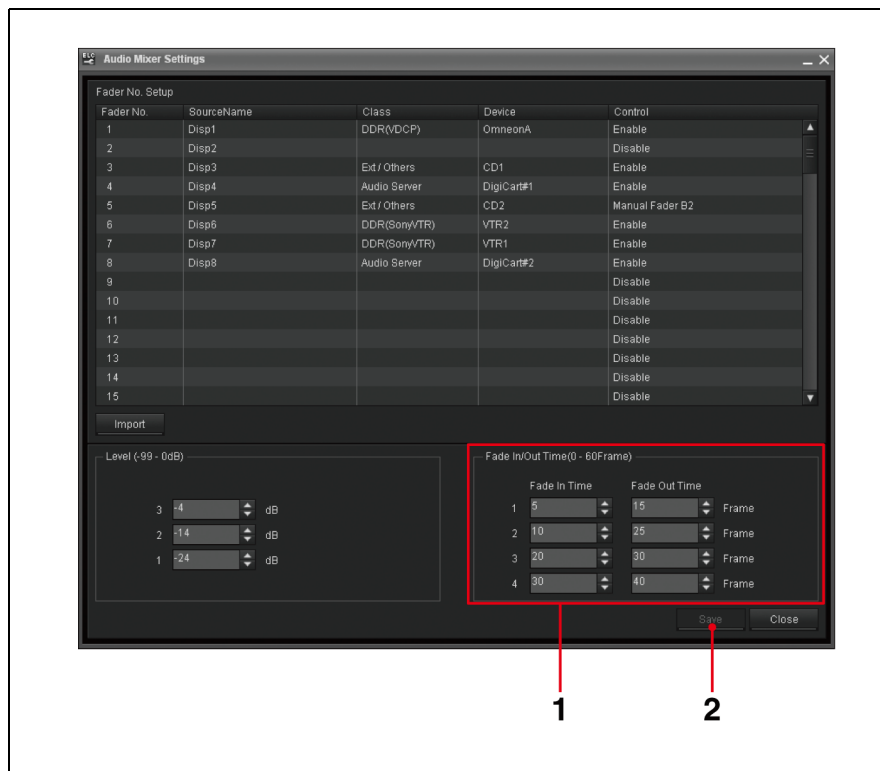 ELC
Audio Mixer Settings
Fader No. Setup
Fader No. SourceName Class Device Control
1 Disp1 DDR(VDCP) OmneonA Enable
2 Disp2 Disable
3 Disp3 Ext / Others CD1 Enable
4 Disp4 Audio Server DigiCart#1 Enable
5 Disp5 Ext / Others CD2 Manual Fader B2
6 Disp6 DDR(SonyVTR) VTR2 Enable
7 Disp7 DDR(SonyVTR) VTR1 Enable
8 Disp8 Audio Server DigiCart#2 Enable
9 Disable
10 Disable
11 Disable
12 Disable
13 Disable
14 Disable
15 Disable
Import
Level (-99 - 0dB)
3 -4 dB
2 -14 dB
1 -24 dB
Fade In/Out Time(0 - 60Frame)
Fade In Time Fade Out Time
1 5 15 Frame
2 10 25 Frame
3 20 30 Frame
4 30 40 Frame
Save Close
1 2